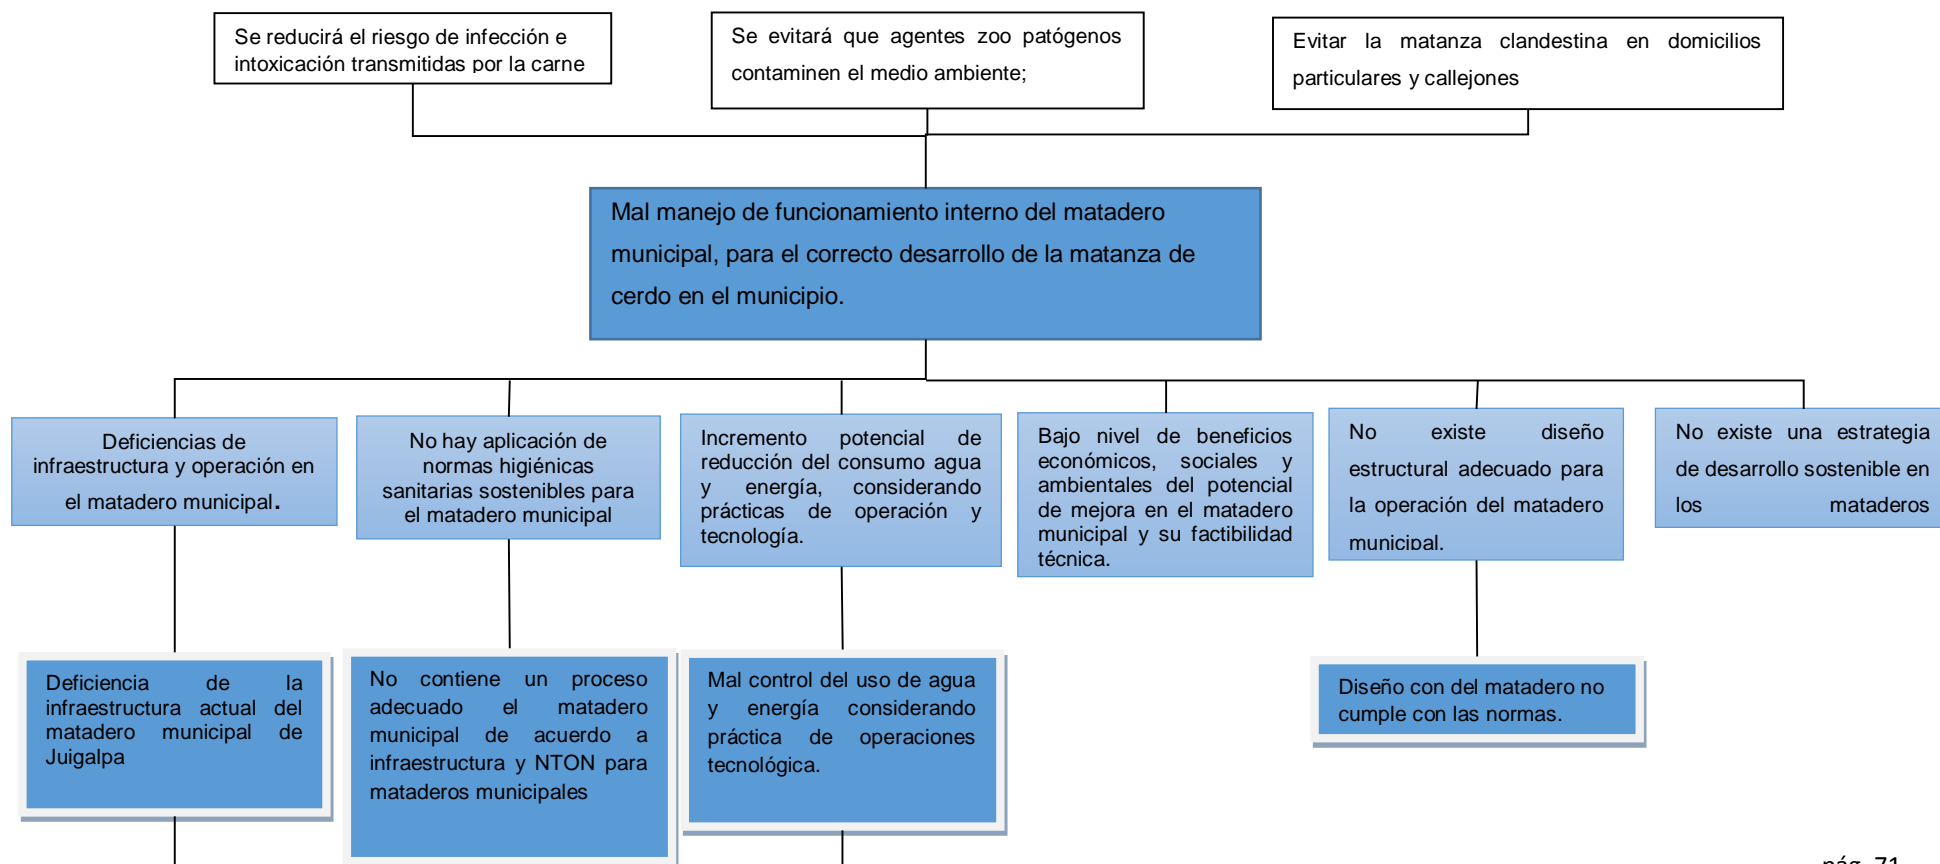 Se reducirá el riesgo de infección e
intoxicación transmitidas por la carne
Se evitará que agentes zoo patógenos
contaminen el medio ambiente;
Evitar la matanza clandestina en domicilios
particulares y callejones
Mal manejo de funcionamiento interno del matadero
municipal, para el correcto desarrollo de la matanza de
cerdo en el municipio.
Deficiencias de
infraestructura y operación en
el matadero municipal.
No hay aplicación de
normas higiénicas
sanitarias sostenibles para
el matadero municipal
Incremento potencial de
reducción del consumo agua
y energía, considerando
prácticas de operación y
tecnología.
Bajo nivel de beneficios
económicos, sociales y
ambientales del potencial
de mejora en el matadero
municipal y su factibilidad
técnica.
No existe diseño
estructural adecuado para
la operación del matadero
municipal.
No existe una estrategia
de desarrollo sostenible en
los mataderos
Deficiencia de la
infraestructura actual del
matadero municipal de
Juigalpa
No contiene un proceso
adecuado el matadero
municipal de acuerdo a
infraestructura y NTON para
mataderos municipales
Mal control del uso de agua
y energía considerando
práctica de operaciones
tecnológica.
Diseño con del matadero no
cumple con las normas.
pág. 71